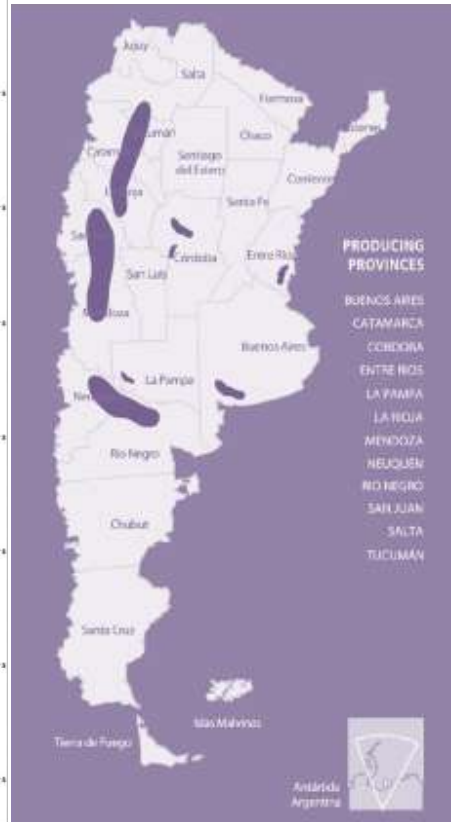 Jujuy
Salta
Formosa
Chaco
Santiago
del Estero
Corrientes
Santa Fe
Córdoba
Entre Ríos
San Luis
Buenos Aires
La Pampa
Río Negro
Chubut
Santa Cruz
Islas Malvinas
Tierra de Fuego
Antártida
Argentina
PRODUCING
PROVINCES
BUENOS AIRES
CATAMARCA
CORDOBA
ENTRE RIOS
LA PAMPA
LA RIOJA
MENDOZA
NEUQUÉN
RIO NEGRO
SAN JUAN
SALTA
TUCUMÁN